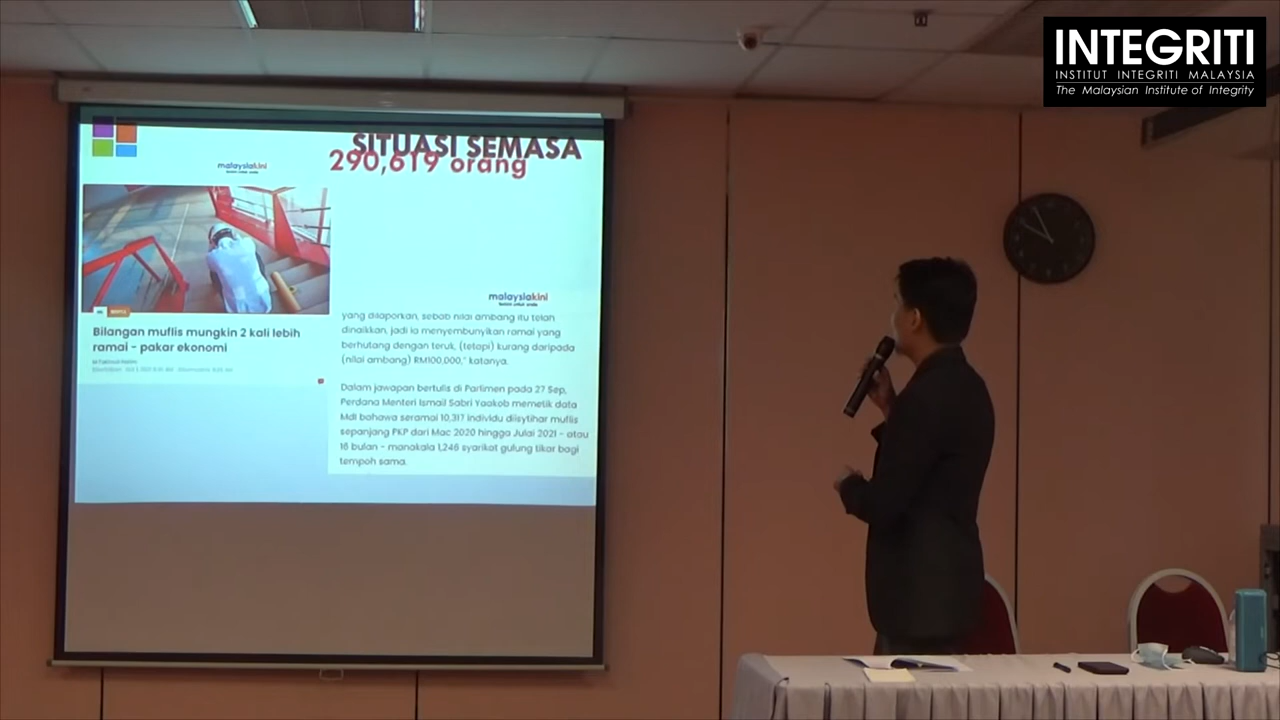 INTEGRITI
INSTITUT INTEGRITI MALAYSIA
The Malaysian Institute of Integrity
SITUASI SEMASA
290,619 orang
malaysiakini
Bilangan muflis mungkin 2 kali lebih
ramai - pakar ekonomi
malaysiakini
yang dilaporkan, sebab nilai ambang itu telah
dinaikkan, jadi ia menyembunyikan ramai yang
berhutang dengan teruk, (tetapi) kurang daripada
(nilai ambang) RM100,000," katanya.
Dalam jawapan bertulis di Parlimen pada 27 Sep,
Perdana Menteri Ismail Sabri Yaakob memetik data
MdI bahawa seramai 10,317 individu diisytihar muflis
sepanjang PKP dari Mac 2020 hingga Julai 2021 - atau
16 bulan - manakala 1,246 syarikat gulung tikar bagi
tempoh sama.